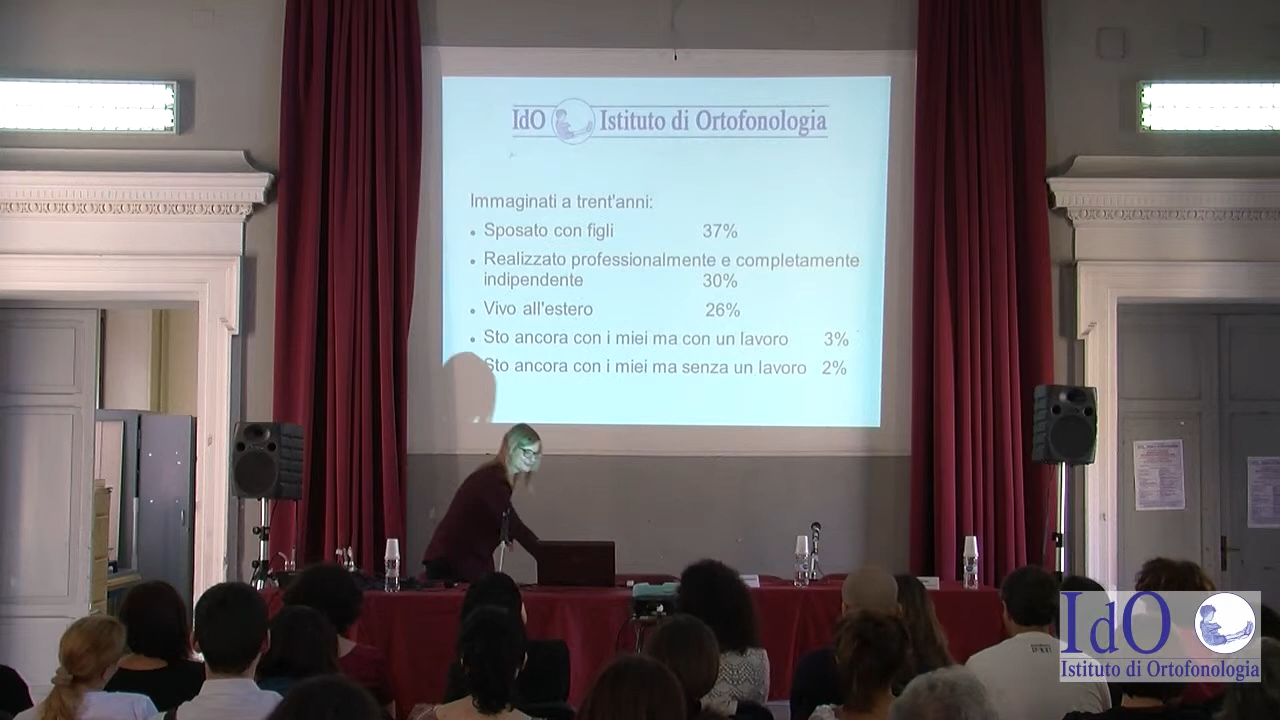 IdO Istituto di Ortofonologia
Immaginati a trent'anni:
• Sposato con figli 37%
• Realizzato professionalmente e completamente
indipendente 30%
• Vivo all'estero 26%
• Sto ancora con i miei ma con un lavoro 3%
Sto ancora con i miei ma senza un lavoro 2%
IdO
Istituto di Ortofonologia